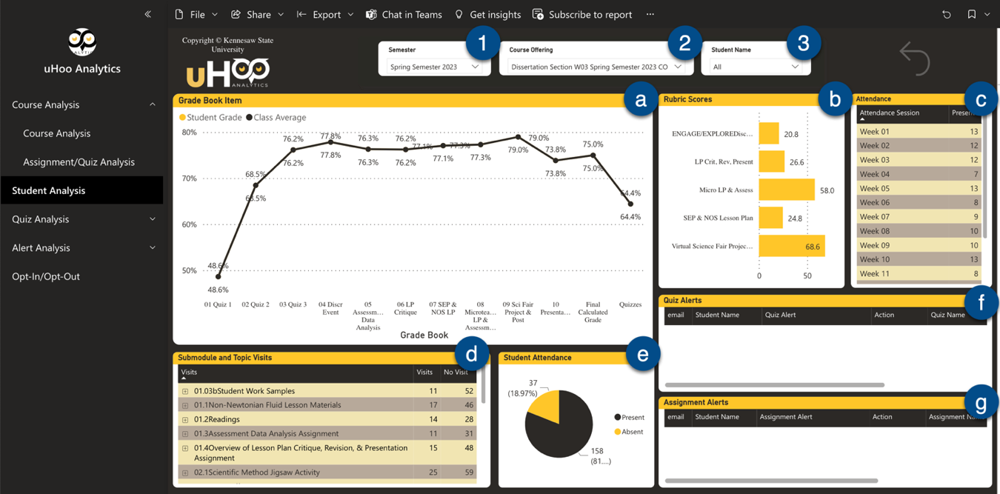 File Share Export Chat in Teams Get insights Subscribe to report ...
uHoo Analytics
Course Analysis
Course Analysis
Assignment/Quiz Analysis
Student Analysis
Quiz Analysis
Alert Analysis
Opt-In/Opt-Out
Copyright © Kennesaw State
University
uHoo
ANALYTICS
Semester
Spring Semester 2023
1
Course Offering
Dissertation Section W03 Spring Semester 2023 CO
2
Student Name
All
3
Grade Book Item
a
Student Grade Class Average
80%
70%
60%
50%
48.6%
48.6%
68.5%
68.5%
76.2%
76.2%
77.8%
77.8%
76.3%
76.3%
76.2%
76.2%
77.1%
77.1%
77.3%
77.3%
79.0%
79.0%
73.8%
73.8%
75.0%
75.0%
64.4%
64.4%
01 Quiz 1
02 Quiz 2
03 Quiz 3
04 Discr
Event
05
Assessm...
Data
Analysis
06 LP
Critique
07 SEP &
NOS LP
08
Microtea...
LP &
Assessm...
09 Sci Fair
Project &
Post
10
Presenta...
Final
Calculated
Grade
Quizzes
Grade Book
Rubric Scores
b
ENGAGE/EXPLOREDisc... 20.8
LP Crit, Rev, Present 26.6
Micro LP & Assess 58.0
SEP & NOS Lesson Plan 24.8
Virtual Science Fair Projec... 68.6
0 50
Attendance
c
Attendance Session Presen
Week 01 13
Week 02 12
Week 03 12
Week 04 7
Week 05 13
Week 06 8
Week 07 9
Week 08 10
Week 09 10
Week 10 13
Week 11 8
Submodule and Topic Visits
d
Visits Visits No Visit
01.03bStudent Work Samples 11 52
01.1Non-Newtonian Fluid Lesson Materials 17 46
01.2Readings 14 28
01.3Assessment Data Analysis Assignment 11 31
01.4Overview of Lesson Plan Critique, Revision, & Presentation 15 48
Assignment
02.1Scientific Method Jigsaw Activity 25 59
Student Attendance
e
37
(18.97%)
158
(81....)
Present
Absent
Quiz Alerts
f
email Student Name Quiz Alert Action Quiz Name
Assignment Alerts
g
email Student Name Assignment Alert Action Assignment